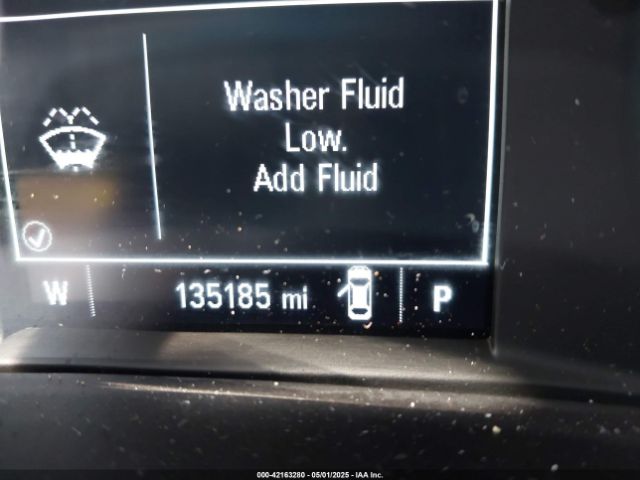 Washer Fluid
Low.
Add Fluid
W 135185 mi P
000-42163280 - 05/01/2025 - IAA Inc.